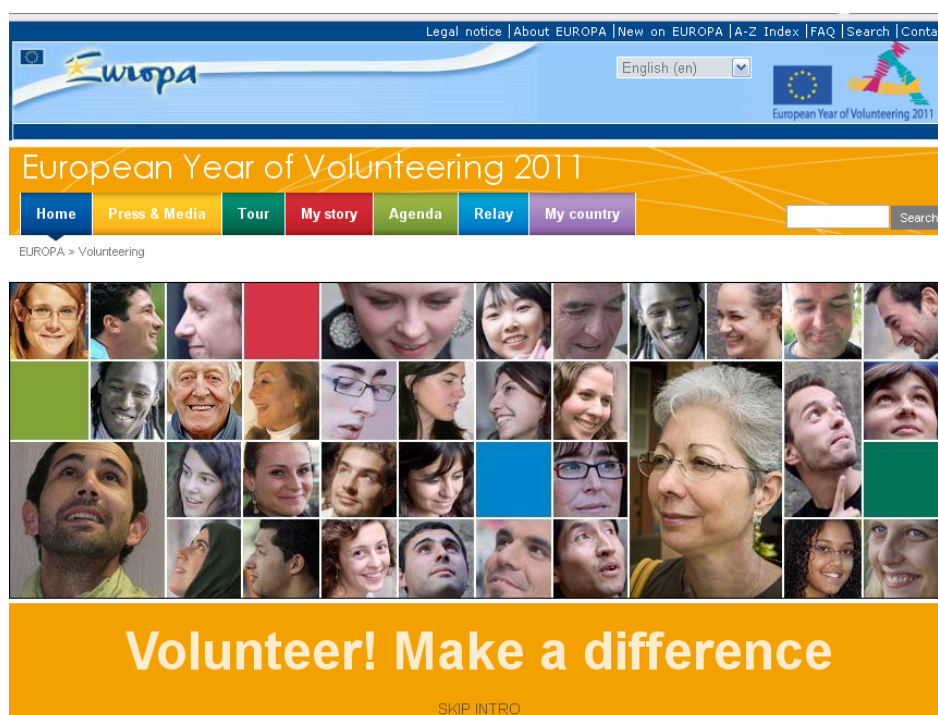 Legal notice |About EUROPA |New on EUROPA |A-Z Index |FAQ |Search |Conta
Europa
English (en)
European Year of Volunteering 2011
European Year of Volunteering 2011
Home Press & Media Tour My story Agenda Relay My country
Search
EUROPA > Volunteering
Volunteer! Make a difference
SKIP INTRO